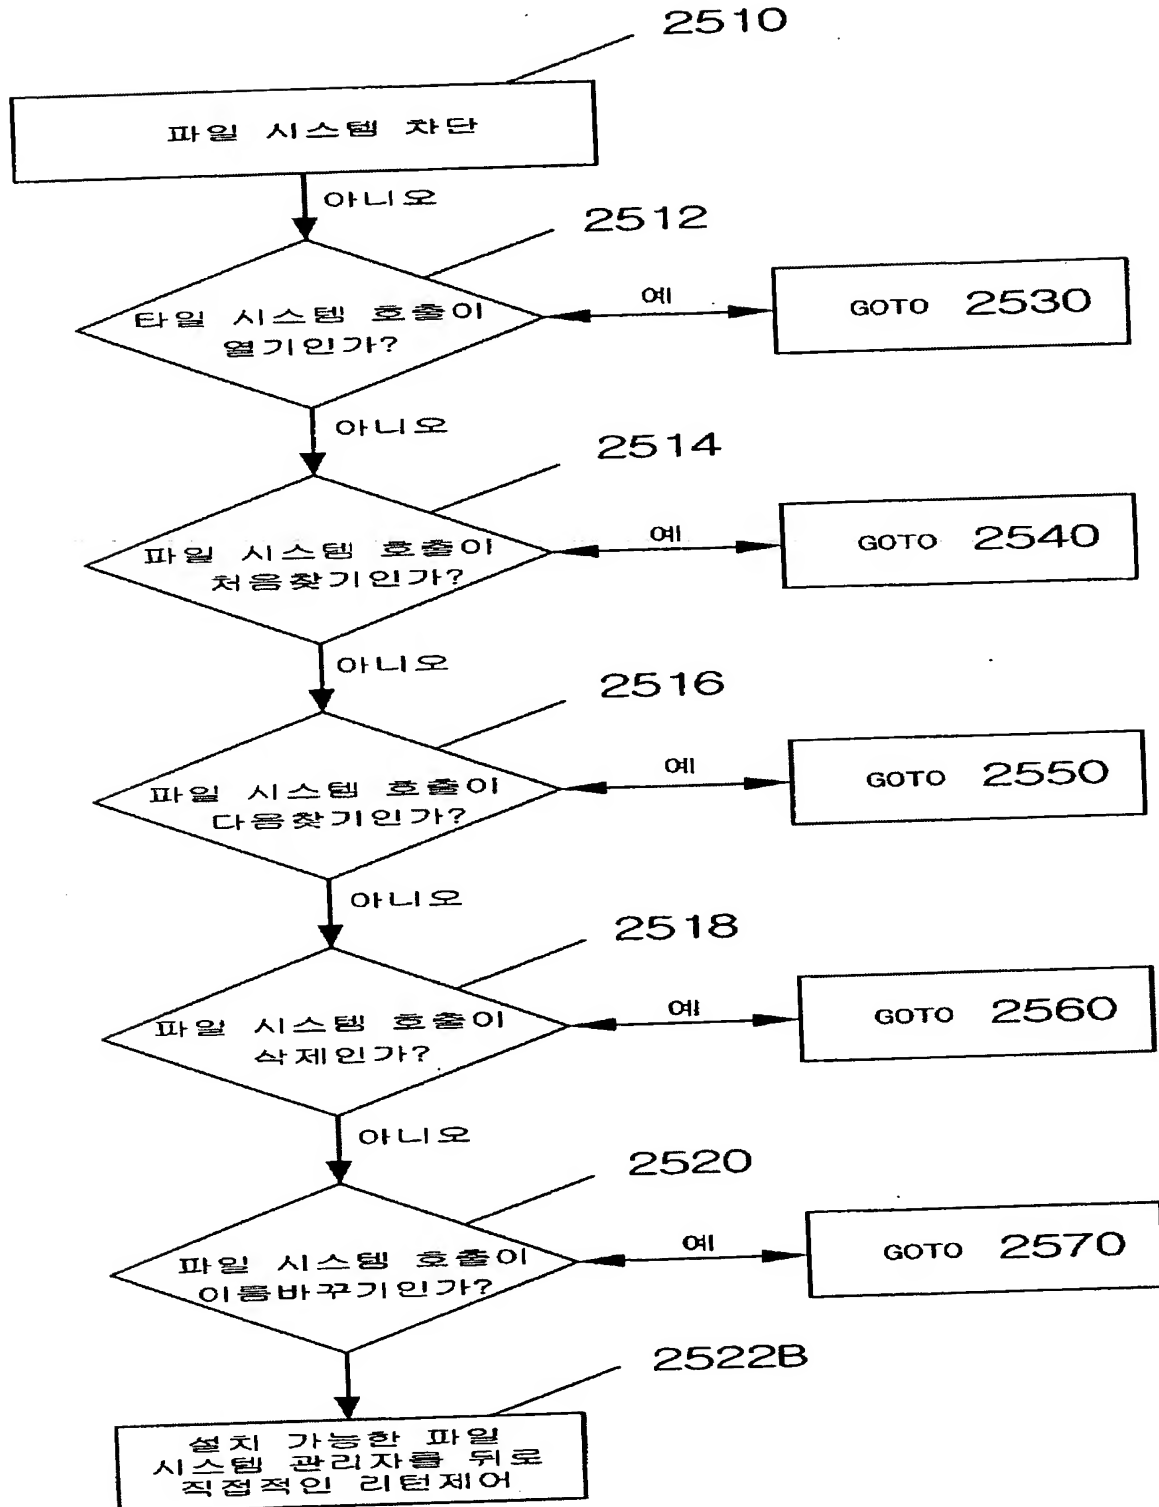 2510
파일 시스템 차단
아니오
2512
타일 시스템 호출이
열기인가?
예
GOTO 2530
아니오
2514
파일 시스템 호출이
처음찾기인가?
예
GOTO 2540
아니오
2516
파일 시스템 호출이
다음찾기인가?
예
GOTO 2550
아니오
2518
파일 시스템 호출이
삭제인가?
예
GOTO 2560
아니오
2520
파일 시스템 호출이
이름바꾸기인가?
예
GOTO 2570
2522B
설치 가능한 파일
시스템 관리자를 뒤로
직접적인 리턴제어